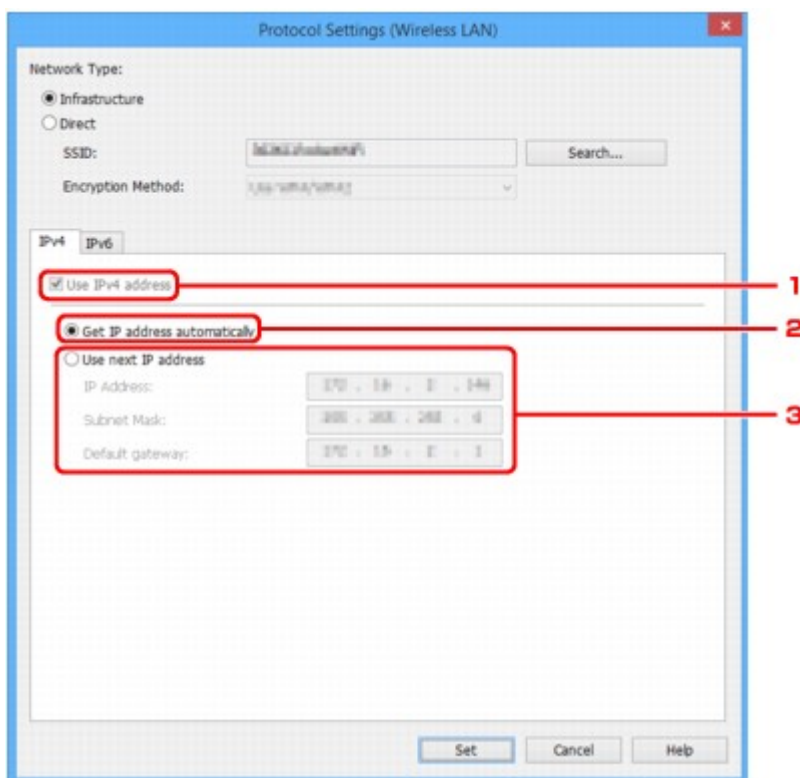 Protocol Settings (Wireless LAN)
Network Type:
Infrastructure
Direct
SSID: Search...
Encryption Method:
IPv4 IPv6
Use IPv4 address 1
Get IP address automatically 2
Use next IP address
IP Address:
Subnet Mask: 3
Default gateway:
Set Cancel Help